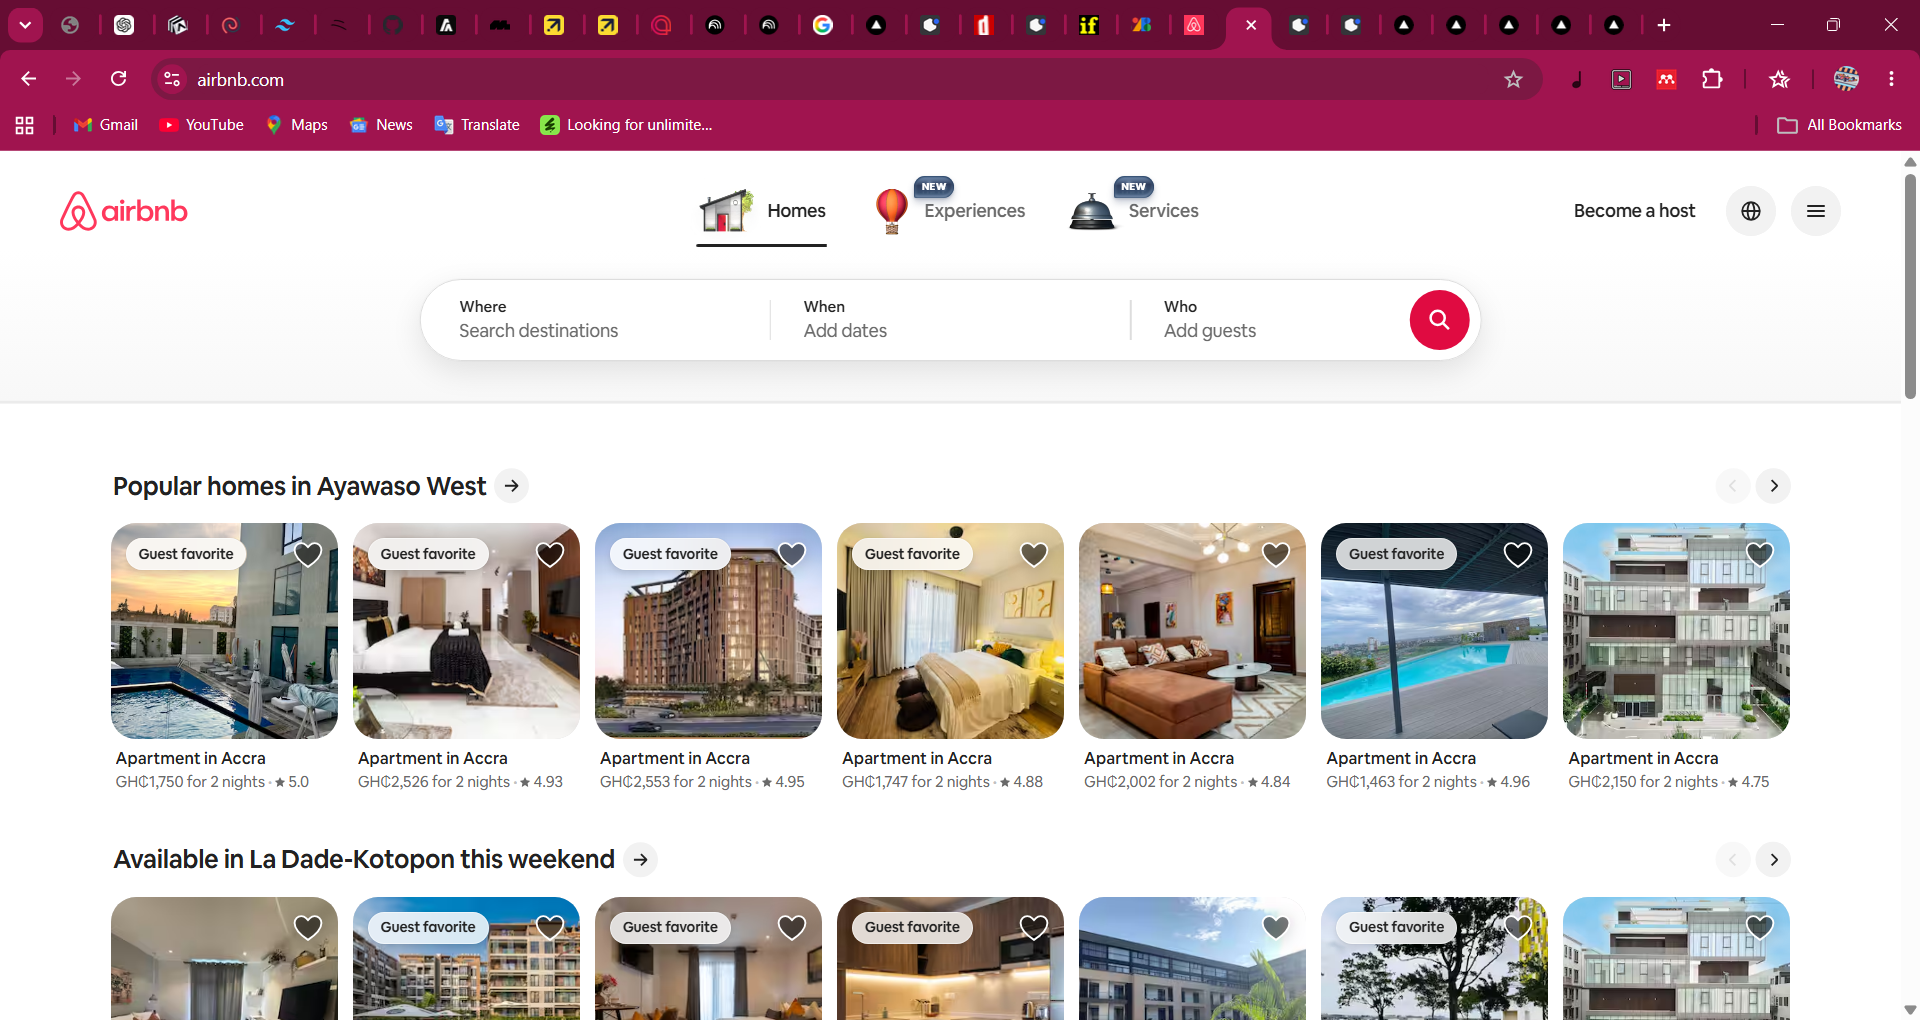 airbnb.com
Gmail
YouTube
Maps
News
Translate
Looking for unlimite...
All Bookmarks
airbnb
Homes
NEW
Experiences
NEW
Services
Become a host
Where
Search destinations
When
Add dates
Who
Add guests
Popular homes in Ayawaso West
Guest favorite
Guest favorite
Guest favorite
Guest favorite
Guest favorite
Apartment in Accra
GH₵1,750 for 2 nights · ★ 5.0
Apartment in Accra
GH₵2,526 for 2 nights · ★ 4.93
Apartment in Accra
GH₵2,553 for 2 nights · ★ 4.95
Apartment in Accra
GH₵1,747 for 2 nights · ★ 4.88
Apartment in Accra
GH₵2,002 for 2 nights · ★ 4.84
Apartment in Accra
GH₵1,463 for 2 nights · ★ 4.96
Apartment in Accra
GH₵2,150 for 2 nights · ★ 4.75
Available in La Dade-Kotopon this weekend
Guest favorite
Guest favorite
Guest favorite
Guest favorite